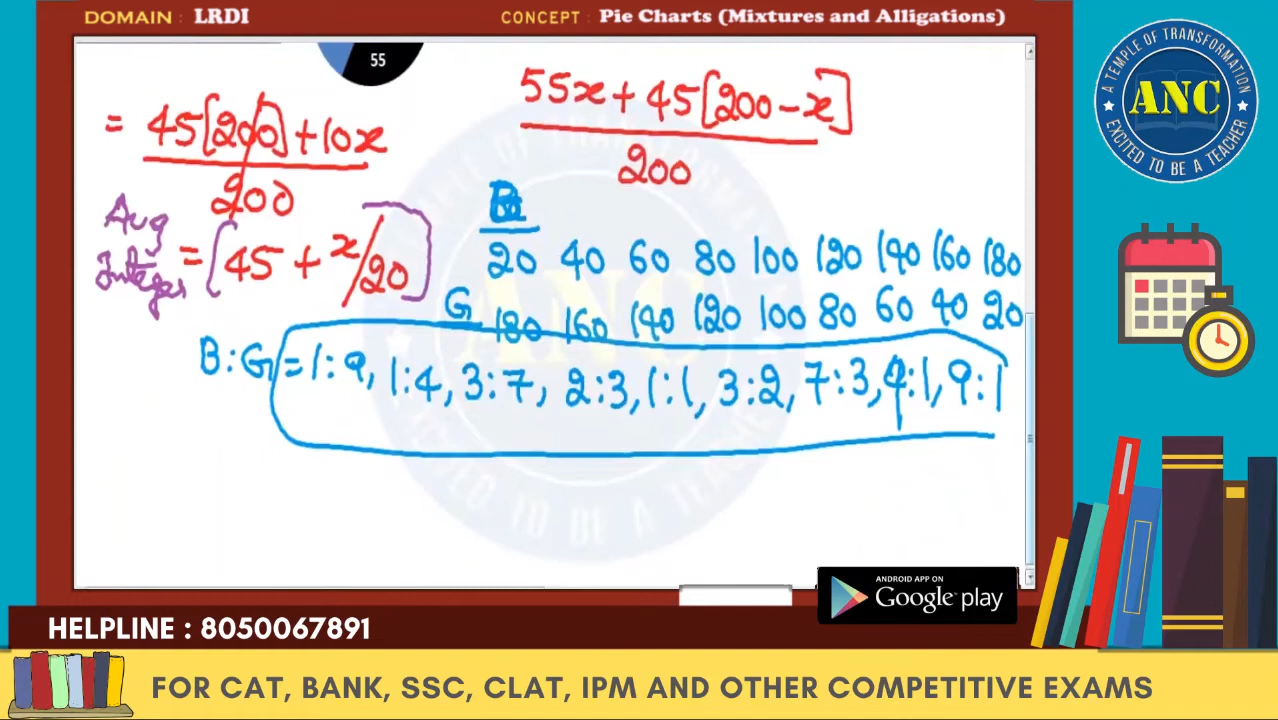 DOMAIN : LRDI
CONCEPT : Pie Charts (Mixtures and Alligations)
55
55x + 45[200 - x]
200
= 45[200] + 10x
200
Avg Integer = [45 + x/20]
B
20 40 60 80 100 120 140 160 180
G 180 160 140 120 100 80 60 40 20
B:G = 1:9, 1:4, 3:7, 2:3, 1:1, 3:2, 7:3, 4:1, 9:1
A TEMPLE OF TRANSFORMATION
ANC
EXCITED TO BE A TEACHER
ANDROID APP ON
Google play
HELPLINE : 8050067891
FOR CAT, BANK, SSC, CLAT, IPM AND OTHER COMPETITIVE EXAMS